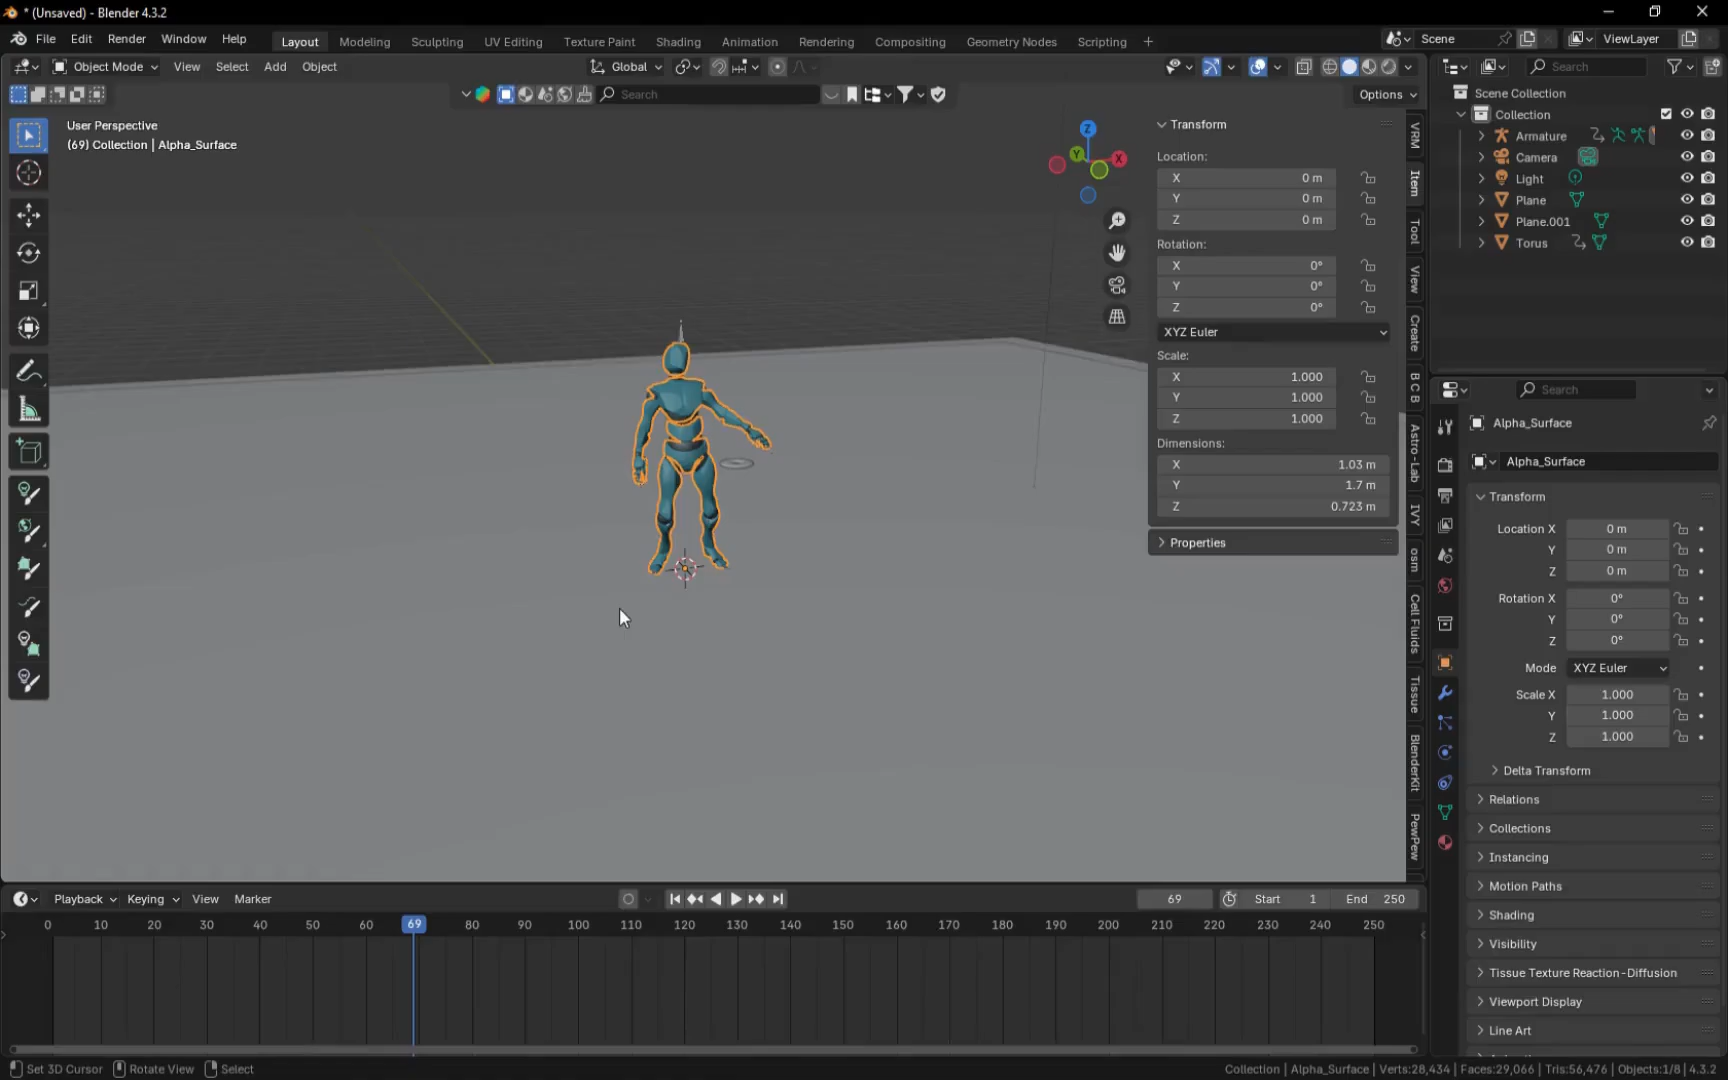 * (Unsaved) - Blender 4.3.2
File Edit Render Window Help
Layout Modeling Sculpting UV Editing Texture Paint Shading Animation Rendering Compositing Geometry Nodes Scripting +
Scene
ViewLayer
Object Mode View Select Add Object
Global
Search
Search
Options
User Perspective
(69) Collection | Alpha_Surface
Z
Y
X
Transform
Location:
X 0 m
Y 0 m
Z 0 m
Rotation:
X 0°
Y 0°
Z 0°
XYZ Euler
Scale:
X 1.000
Y 1.000
Z 1.000
Dimensions:
X 1.03 m
Y 1.7 m
Z 0.723 m
Properties
VRM
Item
Tool
View
Create
B C B
Astro-Lab
IVY
osm
Cell Fluids
Tissue
BlenderKit
PewPew
Scene Collection
Collection
Armature
Camera
Light
Plane
Plane.001
Torus
Search
Alpha_Surface
Alpha_Surface
Transform
Location X 0 m
Y 0 m
Z 0 m
Rotation X 0°
Y 0°
Z 0°
Mode XYZ Euler
Scale X 1.000
Y 1.000
Z 1.000
Delta Transform
Relations
Collections
Instancing
Motion Paths
Shading
Visibility
Tissue Texture Reaction-Diffusion
Viewport Display
Line Art
Playback Keying View Marker
69 Start 1 End 250
0 10 20 30 40 50 60 69 80 90 100 110 120 130 140 150 160 170 180 190 200 210 220 230 240 250
Set 3D Cursor Rotate View Select
Collection | Alpha_Surface | Verts:28,434 | Faces:29,066 | Tris:56,476 | Objects:1/8 | 4.3.2